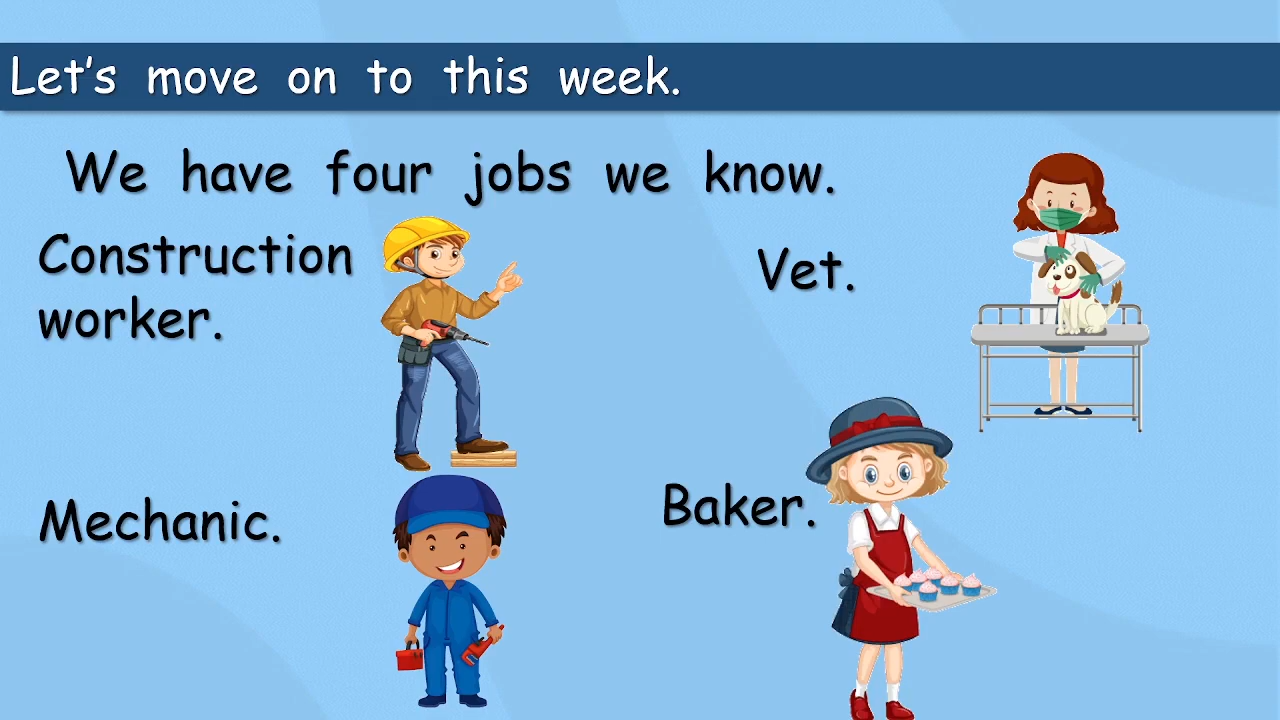 Let's move on to this week.
We have four jobs we know.
Construction
worker.
Vet.
Mechanic.
Baker.